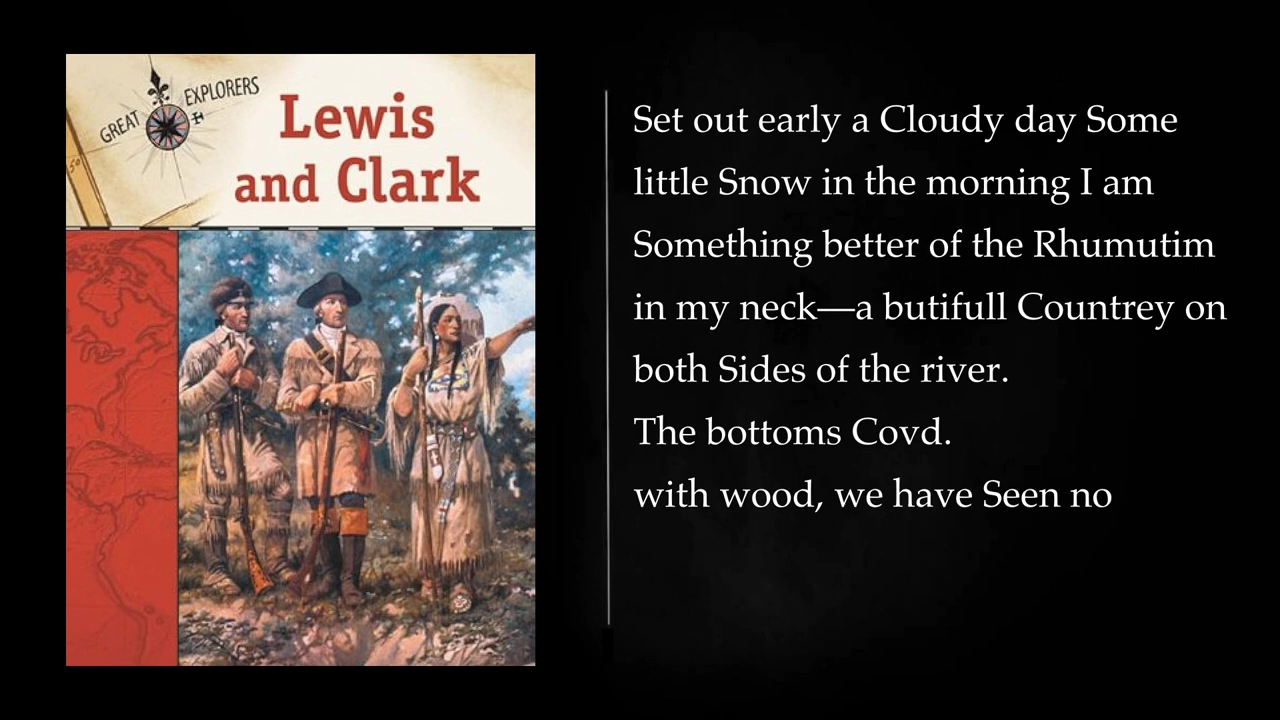 GREAT EXPLORERS
Lewis
and Clark
50
Set out early a Cloudy day Some
little Snow in the morning I am
Something better of the Rhumutim
in my neck—a butifull Countrey on
both Sides of the river.
The bottoms Covd.
with wood, we have Seen no